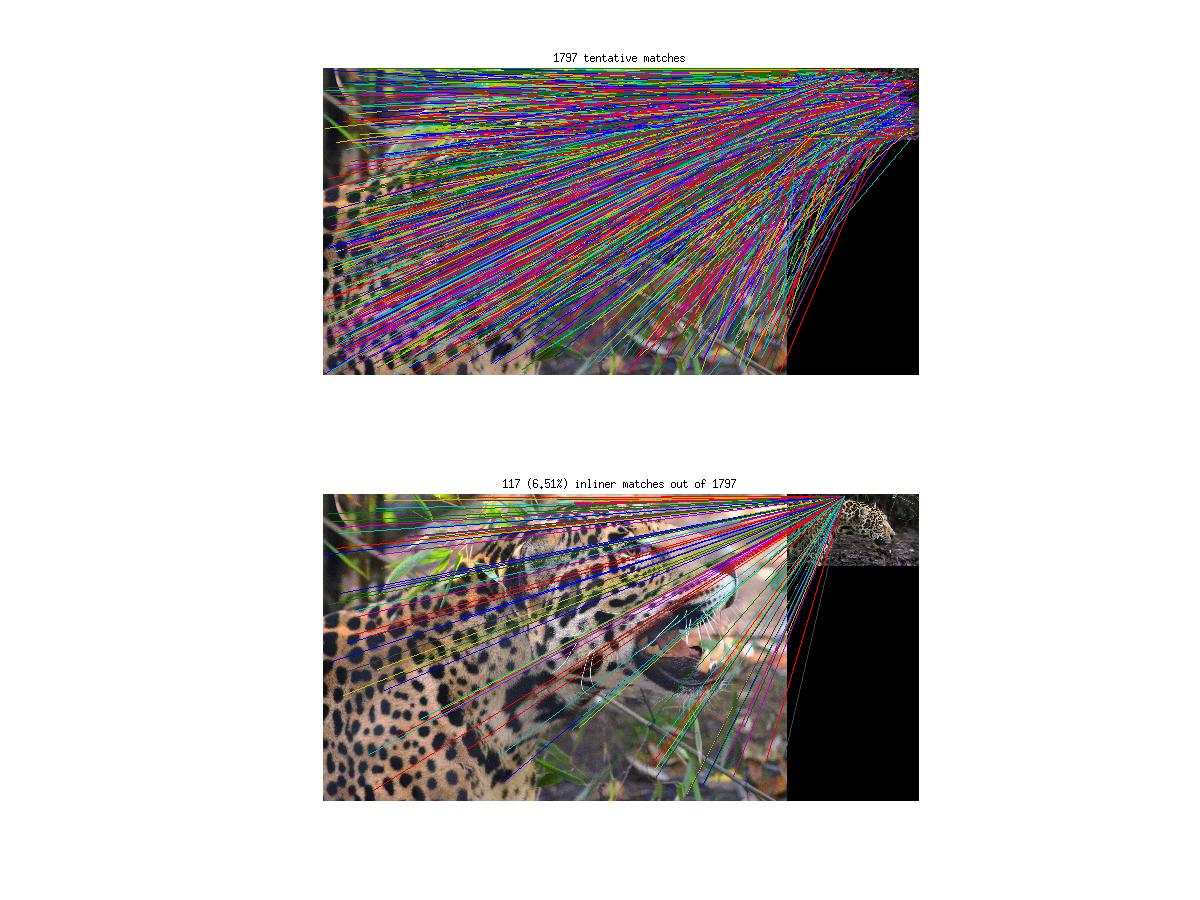 1797 tentative matches
117 (6.51%) inliner matches out of 1797